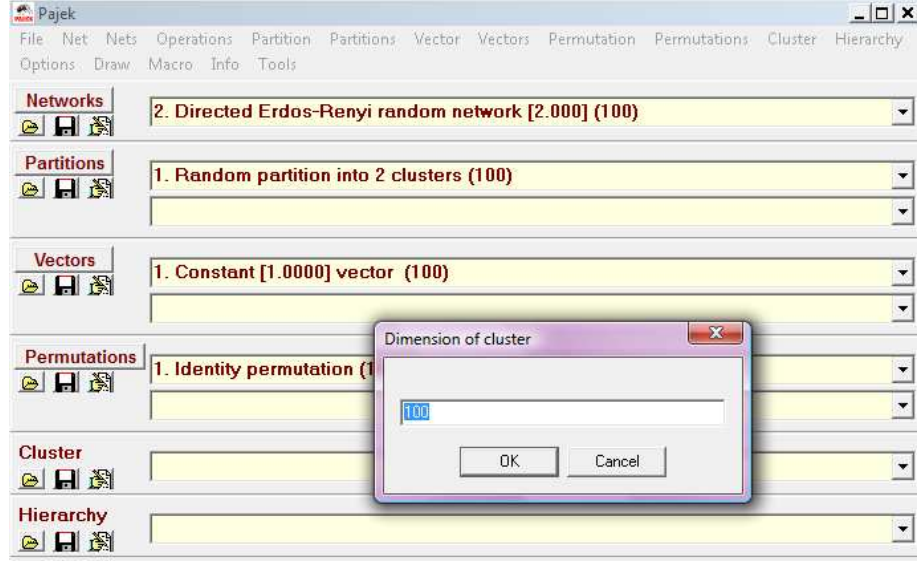 Pajek
File Net Nets Operations Partition Partitions Vector Vectors Permutation Permutations Cluster Hierarchy
Options Draw Macro Info Tools
Networks
2. Directed Erdos-Renyi random network [2.000] (100)
Partitions
1. Random partition into 2 clusters (100)
Vectors
1. Constant [1.0000] vector (100)
Dimension of cluster
Permutations
1. Identity permutation (1
100
OK Cancel
Cluster
Hierarchy